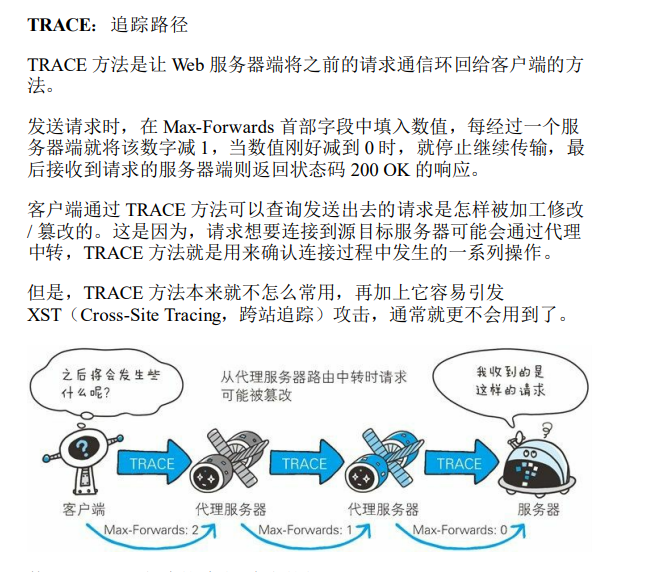 TRACE：追踪路径
TRACE 方法是让 Web 服务器端将之前的请求通信环回给客户端的方
法。
发送请求时，在 Max-Forwards 首部字段中填入数值，每经过一个服
务器端就将该数字减 1，当数值刚好减到 0 时，就停止继续传输，最
后接收到请求的服务器端则返回状态码 200 OK 的响应。
客户端通过 TRACE 方法可以查询发送出去的请求是怎样被加工修改
/ 篡改的。这是因为，请求想要连接到源目标服务器可能会通过代理
中转，TRACE 方法就是用来确认连接过程中发生的一系列操作。
但是，TRACE 方法本来就不怎么常用，再加上它容易引发
XST（Cross-Site Tracing，跨站追踪）攻击，通常就更不会用到了。
之后将会发生些
什么呢？
从代理服务器路由中转时请求
可能被篡改
我收到的是
这样的请求
?
TRACE
TRACE
TRACE
客户端
代理服务器
代理服务器
服务器
Max-Forwards: 2
Max-Forwards: 1
Max-Forwards: 0